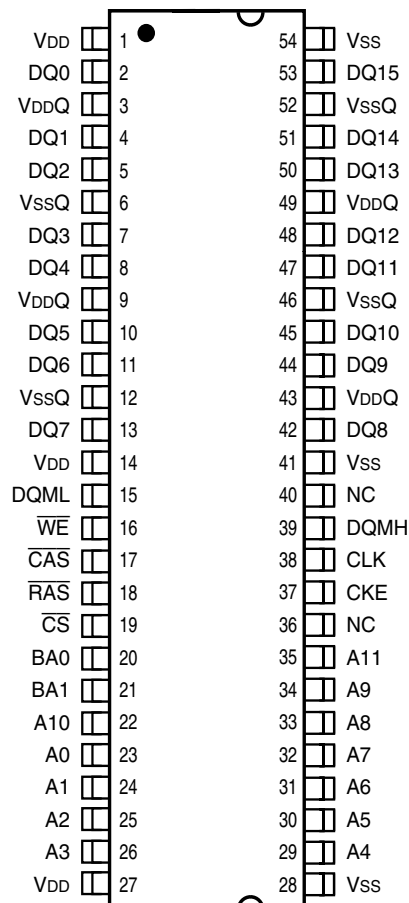 VDD 1 54 VSS
DQ0 2 53 DQ15
VDDQ 3 52 VSSQ
DQ1 4 51 DQ14
DQ2 5 50 DQ13
VSSQ 6 49 VDDQ
DQ3 7 48 DQ12
DQ4 8 47 DQ11
VDDQ 9 46 VSSQ
DQ5 10 45 DQ10
DQ6 11 44 DQ9
VSSQ 12 43 VDDQ
DQ7 13 42 DQ8
VDD 14 41 VSS
DQML 15 40 NC
W̅E̅ 16 39 DQMH
C̅A̅S̅ 17 38 CLK
R̅A̅S̅ 18 37 CKE
C̅S̅ 19 36 NC
BA0 20 35 A11
BA1 21 34 A9
A10 22 33 A8
A0 23 32 A7
A1 24 31 A6
A2 25 30 A5
A3 26 29 A4
VDD 27 28 VSS